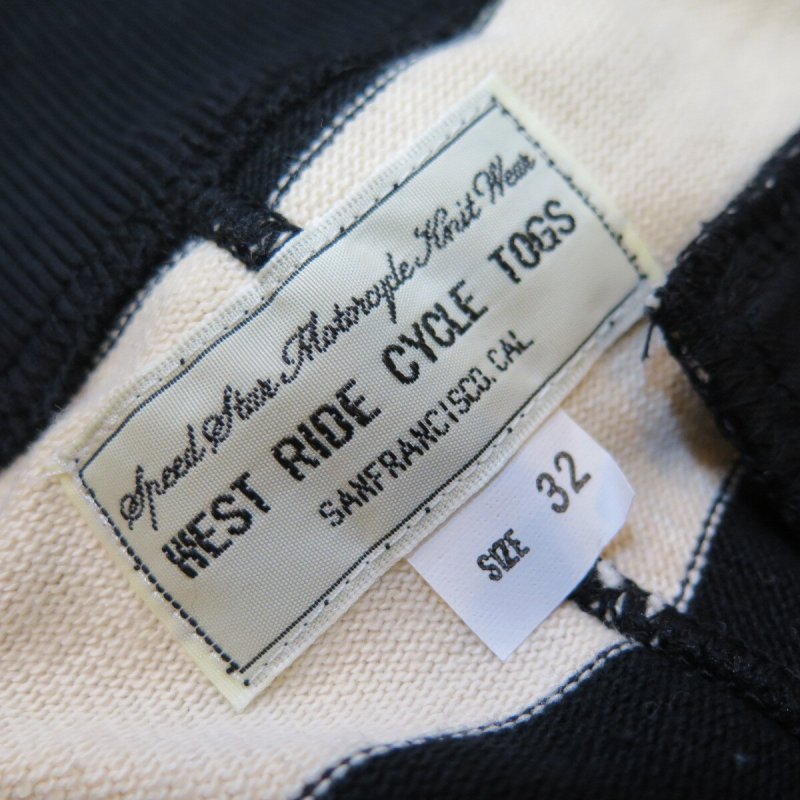 Speed Star Motorcycle Knit Wear
WEST RIDE CYCLE TOGS
SANFRANCISCO.CAL
SIZE 32